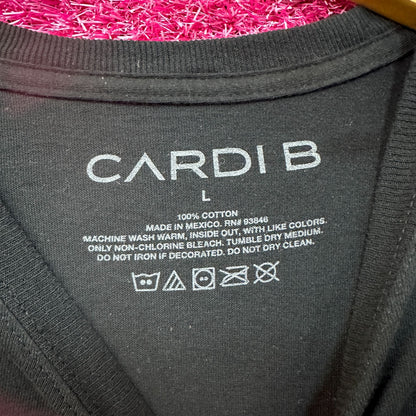 CARDI B
L
100% COTTON
MADE IN MEXICO. RN# 93846
MACHINE WASH WARM, INSIDE OUT, WITH LIKE COLORS.
ONLY NON-CHLORINE BLEACH. TUMBLE DRY MEDIUM.
DO NOT IRON IF DECORATED. DO NOT DRY CLEAN.